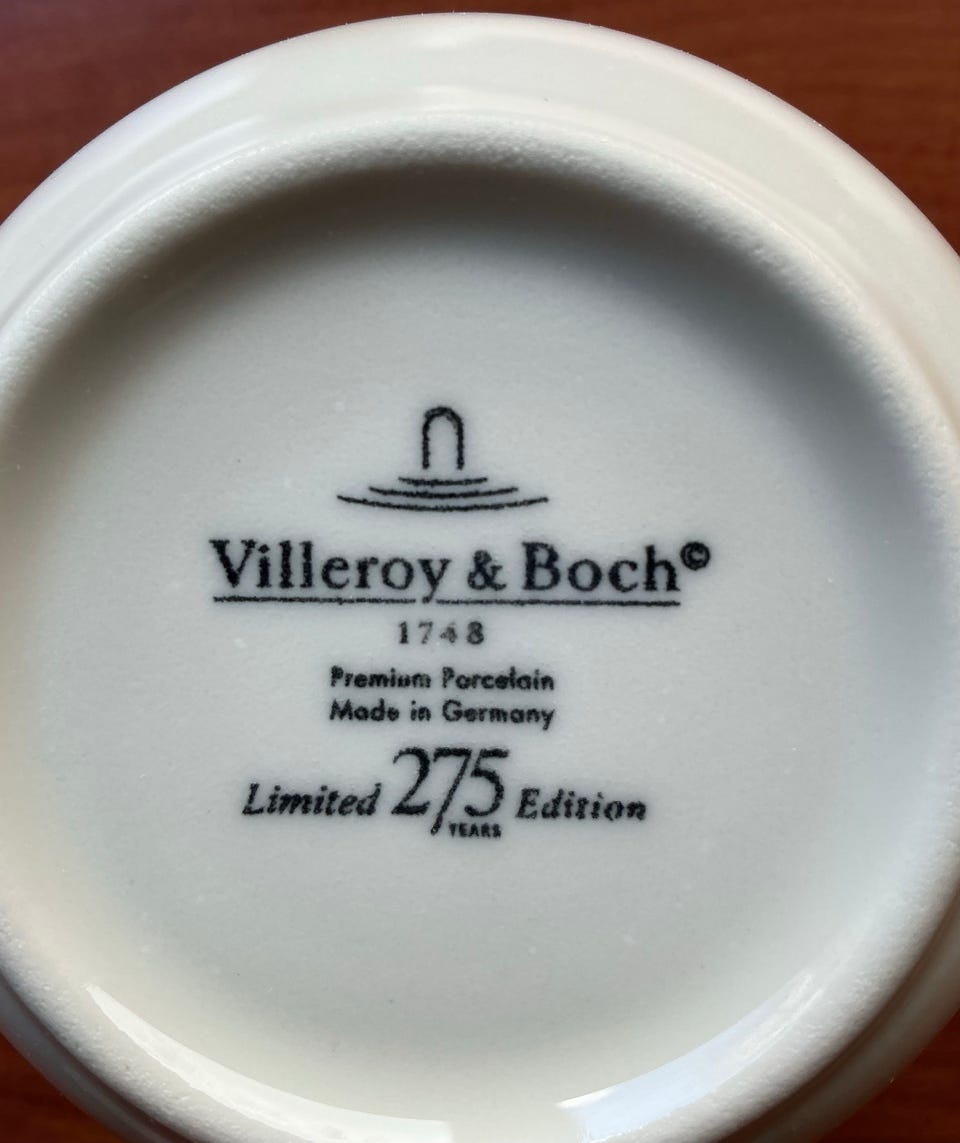 Villeroy & Boch©
1748
Premium Porcelain
Made in Germany
Limited 275 Edition
YEARS